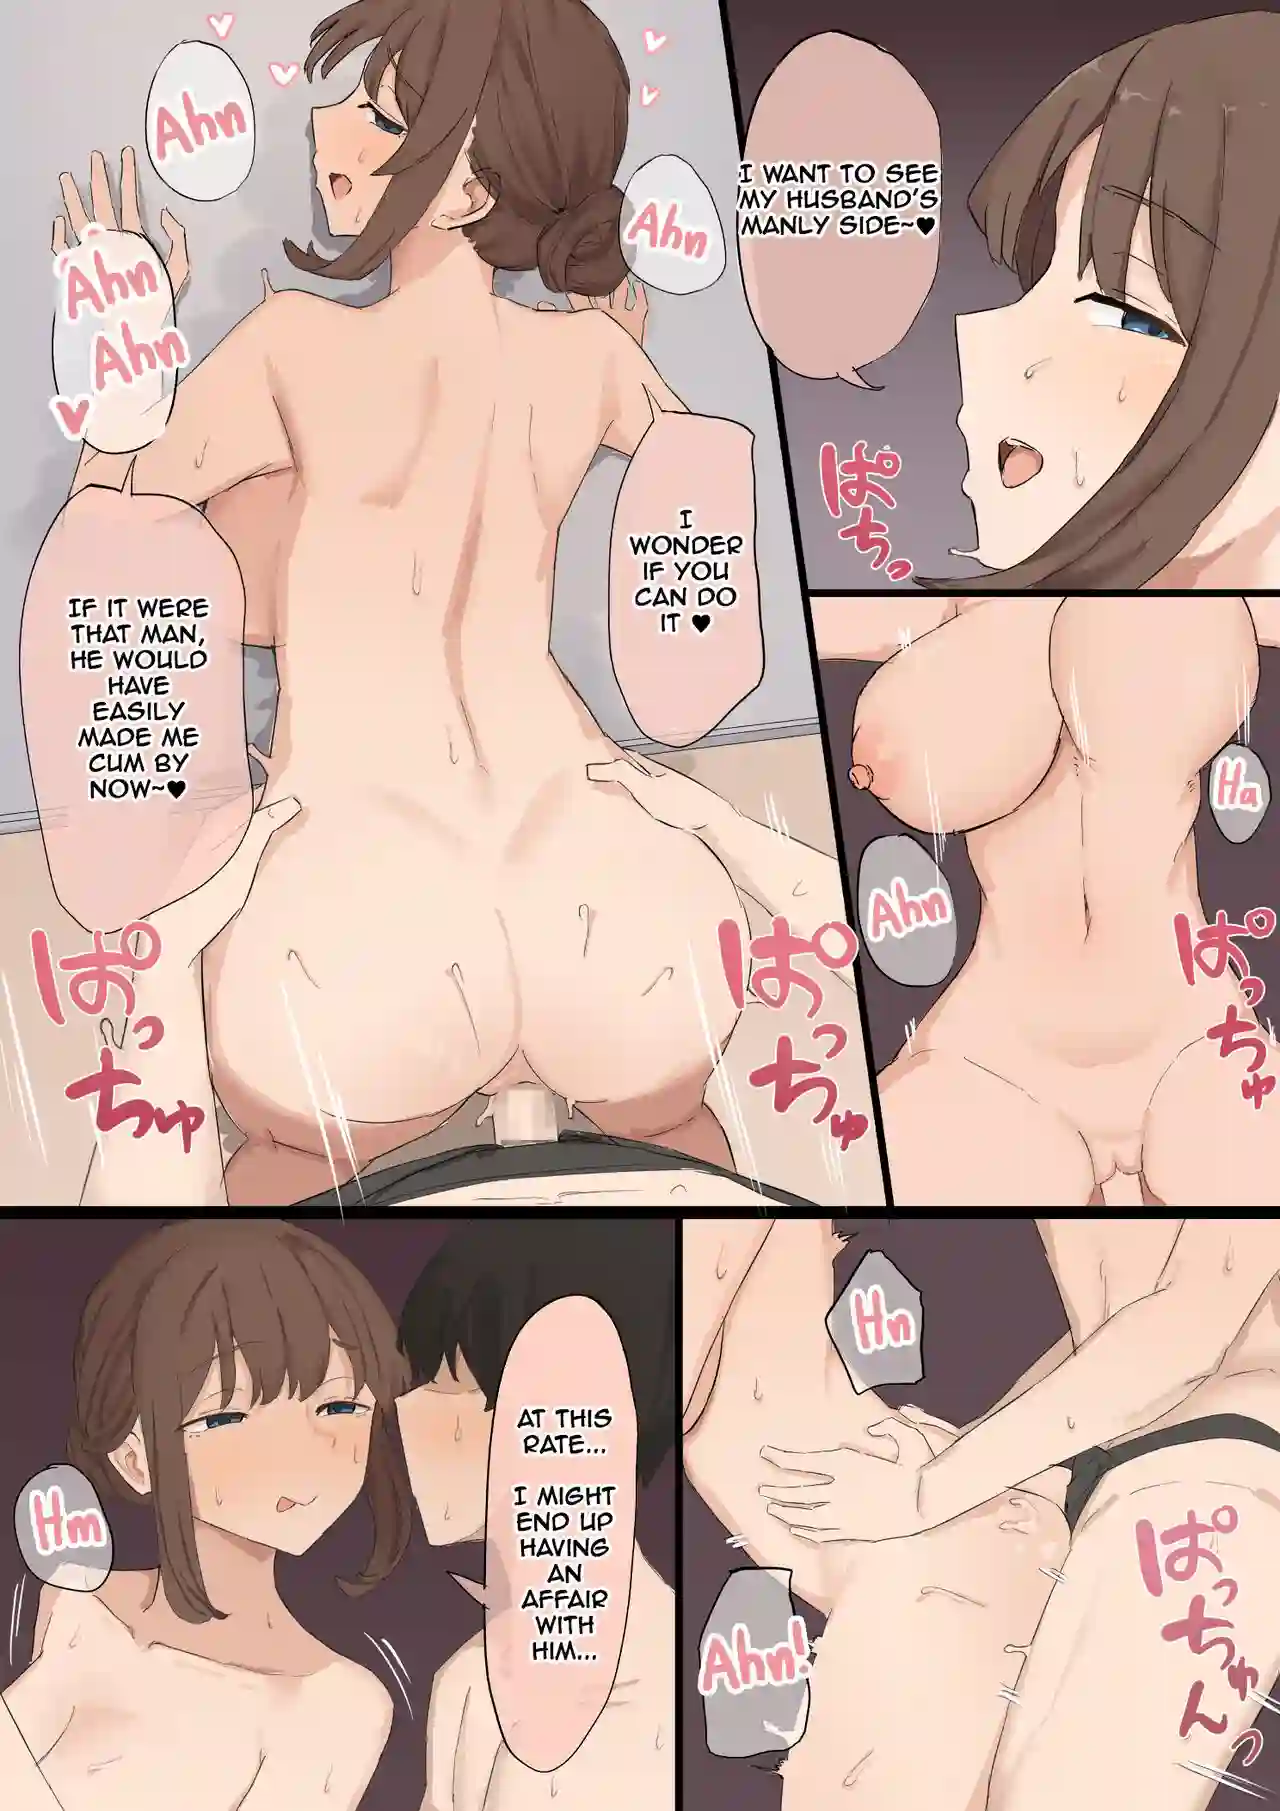 I WANT TO SEE
MY HUSBAND'S
MANLY SIDE~♥
ぱちっ
Ahn
Ahn
Ahn
Ahn
I
WONDER
IF YOU
CAN DO
IT ♥
IF IT WERE
THAT MAN,
HE WOULD
HAVE
EASILY
MADE ME
CUM BY
NOW~♥
ぱっちゅ
ぱっちゅ
Ha
Ahn
ぱっちゅ
Hn
Ahn!
ぱっちゅんっ
AT THIS
RATE...
I MIGHT
END UP
HAVING
AN
AFFAIR
WITH
HIM...
Hm